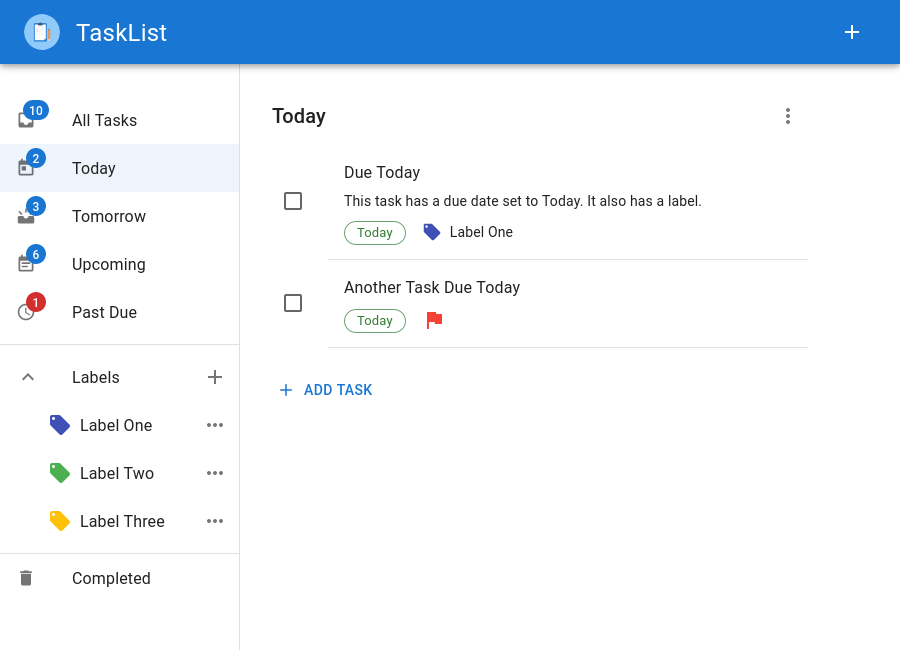 TaskList
10
All Tasks
2
Today
3
Tomorrow
6
Upcoming
1
Past Due
Labels
Label One
Label Two
Label Three
Completed
Today
Due Today
This task has a due date set to Today. It also has a label.
Today Label One
Another Task Due Today
Today
ADD TASK